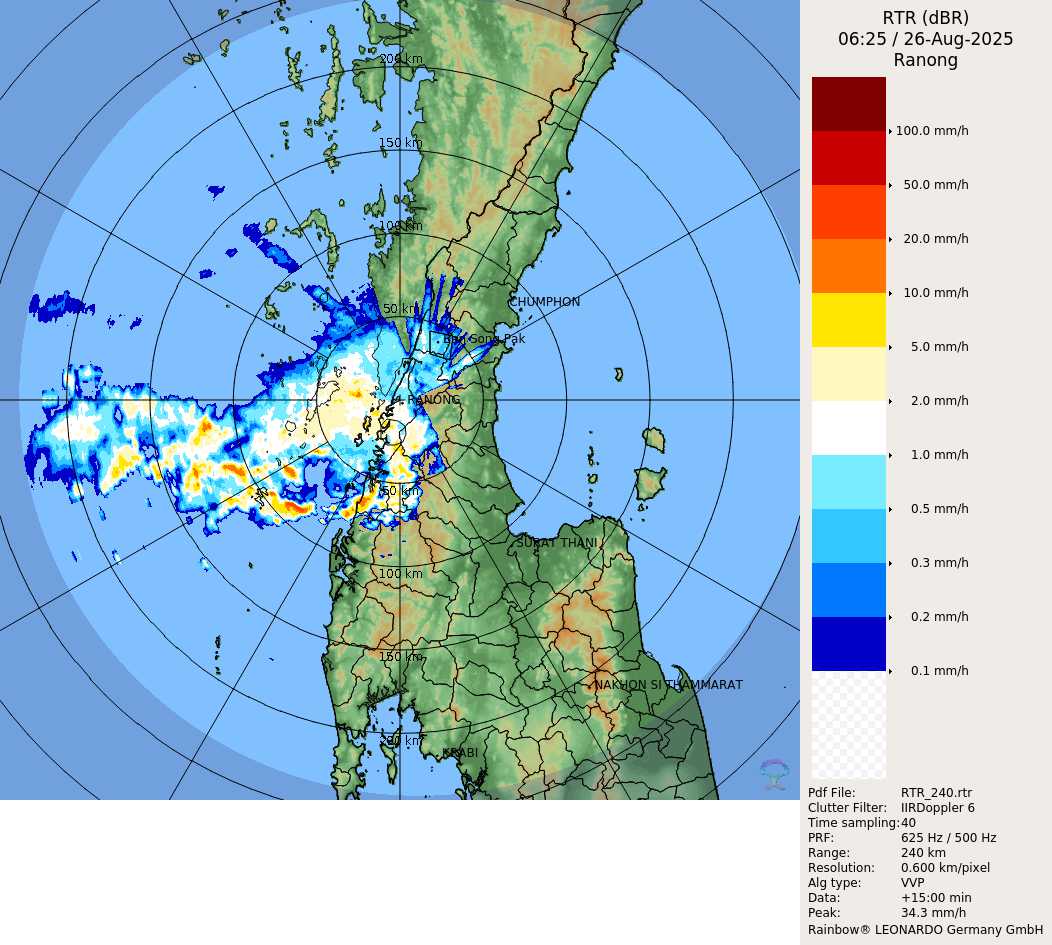 RTR (dBR)
06:25 / 26-Aug-2025
Ranong
100.0 mm/h
50.0 mm/h
20.0 mm/h
10.0 mm/h
5.0 mm/h
2.0 mm/h
1.0 mm/h
0.5 mm/h
0.3 mm/h
0.2 mm/h
0.1 mm/h
200 km
150 km
100 km
50 km
CHUMPHON
Ban Song Pak
RANONG
50 km
SURAT THANI
100 km
150 km
NAKHON SI THAMMARAT
200 km
KRABI
Pdf File: RTR_240.rtr
Clutter Filter: IIRDoppler 6
Time sampling:40
PRF: 625 Hz / 500 Hz
Range: 240 km
Resolution: 0.600 km/pixel
Alg type: VVP
Data: +15:00 min
Peak: 34.3 mm/h
Rainbow® LEONARDO Germany GmbH